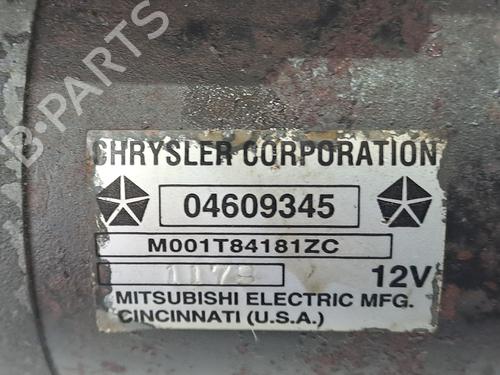 B-PARTS
CHRYSLER CORPORATION
04609345
M001T84181ZC
12V
MITSUBISHI ELECTRIC MFG.
CINCINNATI (U.S.A.)